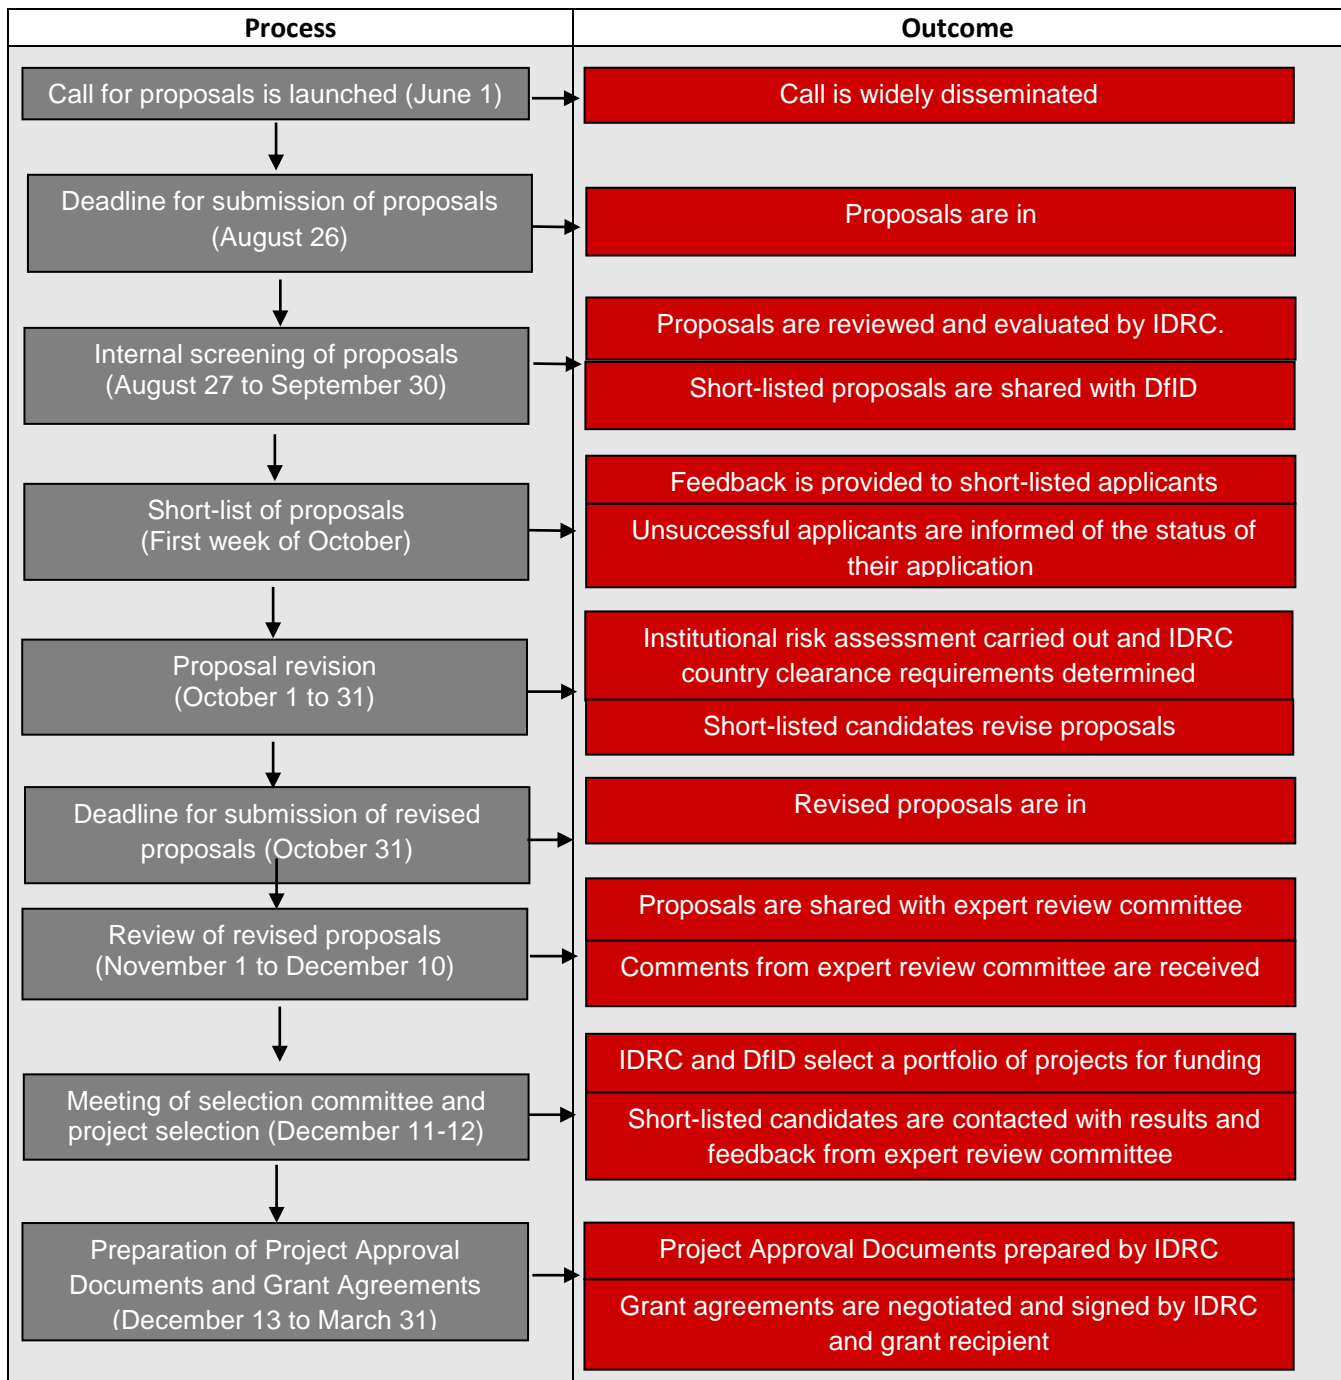 Process
Outcome
Call for proposals is launched (June 1)
Call is widely disseminated
Deadline for submission of proposals
(August 26)
Proposals are in
Internal screening of proposals
(August 27 to September 30)
Proposals are reviewed and evaluated by IDRC.
Short-listed proposals are shared with DfID
Short-list of proposals
(First week of October)
Feedback is provided to short-listed applicants
Unsuccessful applicants are informed of the status of
their application
Proposal revision
(October 1 to 31)
Institutional risk assessment carried out and IDRC
country clearance requirements determined
Short-listed candidates revise proposals
Deadline for submission of revised
proposals (October 31)
Revised proposals are in
Review of revised proposals
(November 1 to December 10)
Proposals are shared with expert review committee
Comments from expert review committee are received
Meeting of selection committee and
project selection (December 11-12)
IDRC and DfID select a portfolio of projects for funding
Short-listed candidates are contacted with results and
feedback from expert review committee
Preparation of Project Approval
Documents and Grant Agreements
(December 13 to March 31)
Project Approval Documents prepared by IDRC
Grant agreements are negotiated and signed by IDRC
and grant recipient